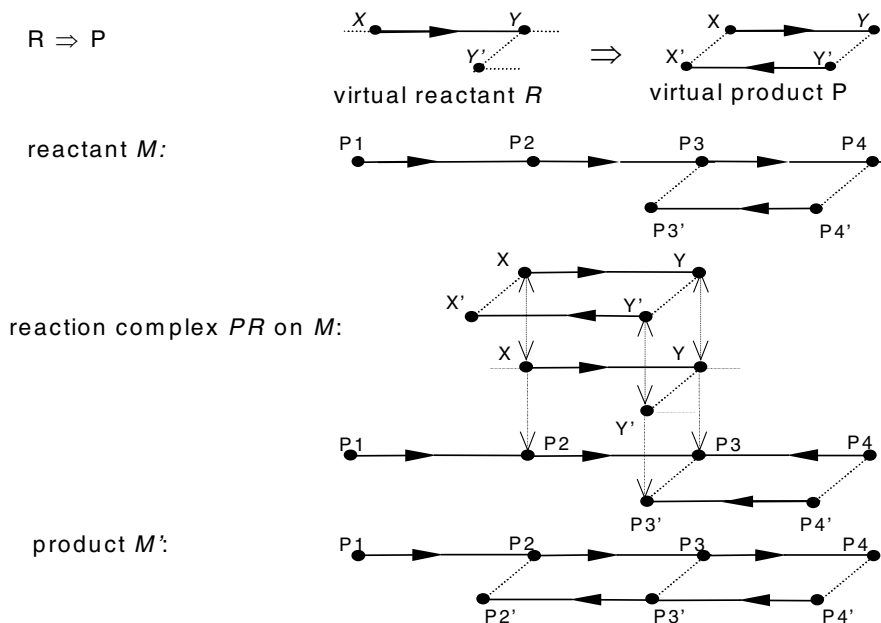 R ⇒ P
X Y Y' ⇒ X Y X' Y'
virtual reactant R virtual product P
reactant M:
P1 P2 P3 P4
P3' P4'
X Y
X' Y'
reaction complex PR on M:
X Y
Y'
P1 P2 P3 P4
P3' P4'
product M':
P1 P2 P3 P4
P2' P3' P4'